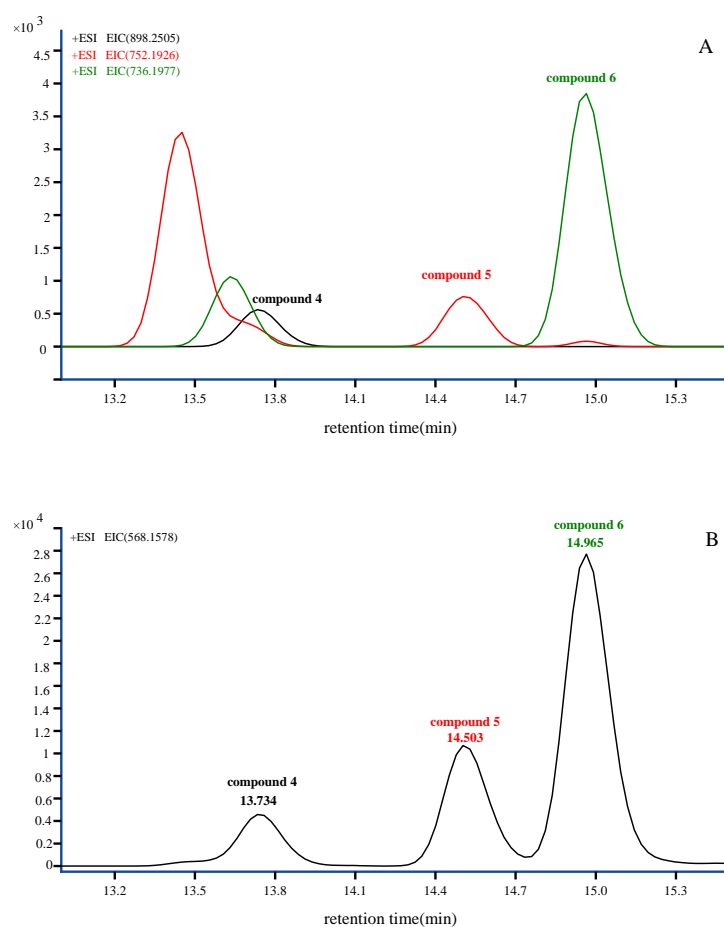 ×10 3
+ESI EIC(898.2505)
A
+ESI EIC(752.1926)
+ESI EIC(736.1977)
compound 6
compound 5
compound 4
4.5
4
3.5
3
2.5
2
1.5
1
0.5
0
13.2 13.5 13.8 14.1 14.4 14.7 15.0 15.3
retention time(min)
×10 4
+ESI EIC(568.1578)
B
compound 6
14.965
compound 5
14.503
compound 4
13.734
2.8
2.6
2.4
2.2
2
1.8
1.6
1.4
1.2
1
0.8
0.6
0.4
0.2
0
13.2 13.5 13.8 14.1 14.4 14.7 15.0 15.3
retention time(min)